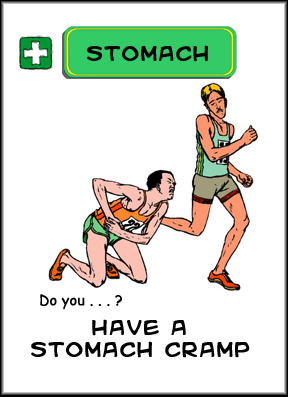 STOMACH
Do you . . . ?
HAVE A
STOMACH CRAMP